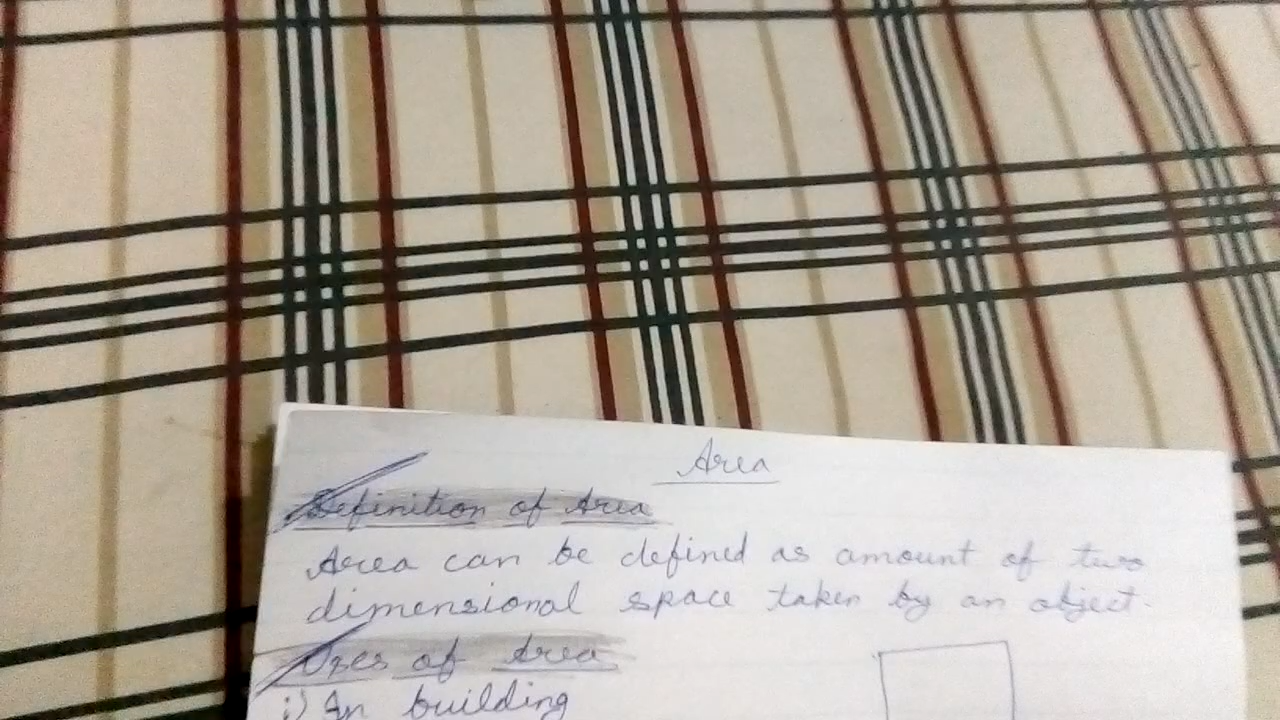 Area
Definition of Area
Area can be defined as amount of two
dimensional space taken by an object.
Uses of Area
i) In building